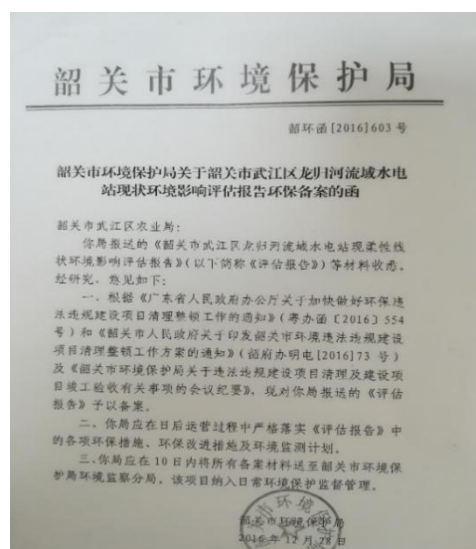 韶关市环境保护局
韶环函[2016]603号
韶关市环境保护局关于韶关市武江区龙归河流域水电
站现状环境影响评估报告环保备案的函
韶关市武江区农业局:
你局报送的《韶关市武江区龙归河流域水电站现柔性线
状环境影响评估报告》(以下简称《评估报告》)等材料收悉。
经研究,意见如下:
一、根据《广东省人民政府办公厅关于加快做好环保违
法违规建设项目清理整顿工作的通知》(粤办函〔2016〕554
号)和《韶关市人民政府关于印发韶关市环境违法违规建设
项目清理整顿工作方案的通知》(韶府办明电[2016]73号)
及《韶关市环境保护局关于违法违规建设项目清理及建设项
目竣工验收有关事项的会议纪要》,现对你局报送的《评估
报告》予以备案。
二、你局应在日后运营过程中严格落实《评估报告》中
的各项环保措施、环保改进措施及环境监测计划。
三、你局应在10日内将所有备案材料送至韶关市环境保
护局环境监察分局,该项目纳入日常环境保护监督管理。
韶关市环境保护局
2016年12月28日